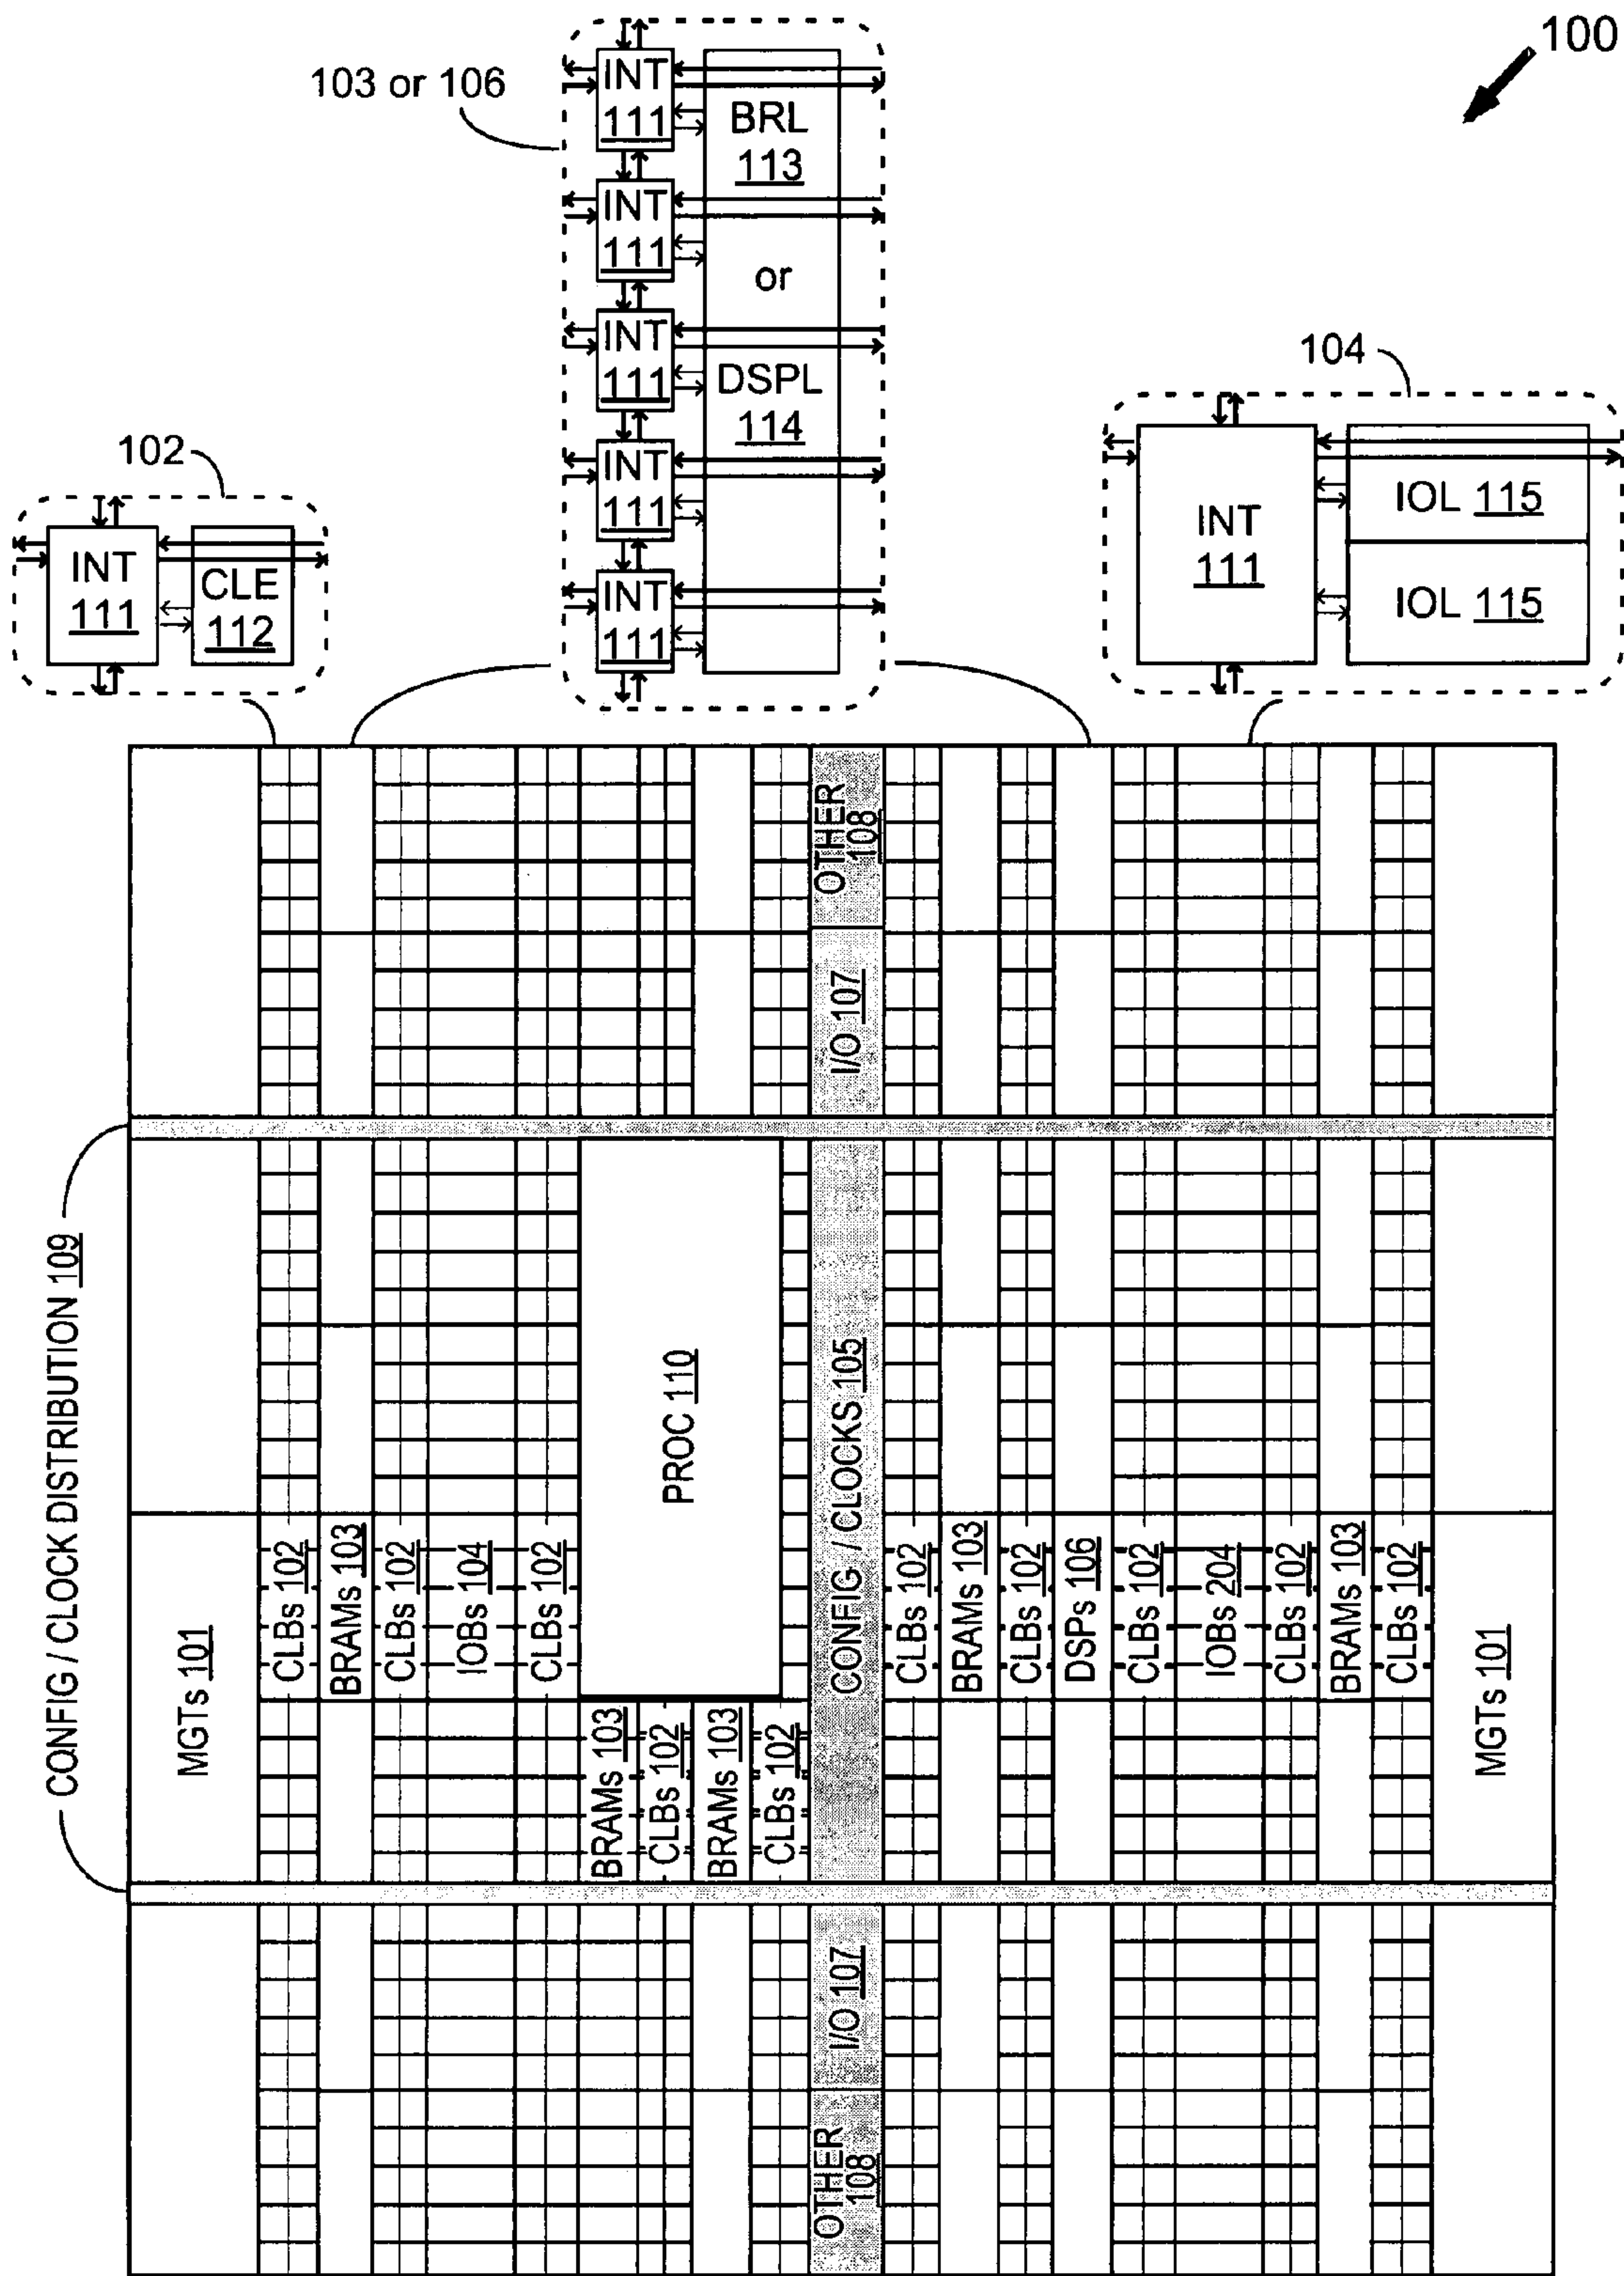 100
103 or 106
INT
111
INT
111
INT
111
INT
111
INT
111
BRL
113
or
DSPL
114
104
INT
111
IOL 115
IOL 115
102
INT
111
CLE
112
OTHER
108
I/O 107
CONFIG / CLOCK DISTRIBUTION 109
PROC 110
CONFIG / CLOCKS 105
MGTs 101
CLBs 102
BRAMs 103
CLBs 102
IOBs 104
CLBs 102
BRAMs 103
CLBs 102
BRAMs 103
CLBs 102
CLBs 102
BRAMs 103
CLBs 102
DSPs 106
CLBs 102
IOBs 204
CLBs 102
BRAMs 103
CLBs 102
MGTs 101
I/O 107
OTHER
108